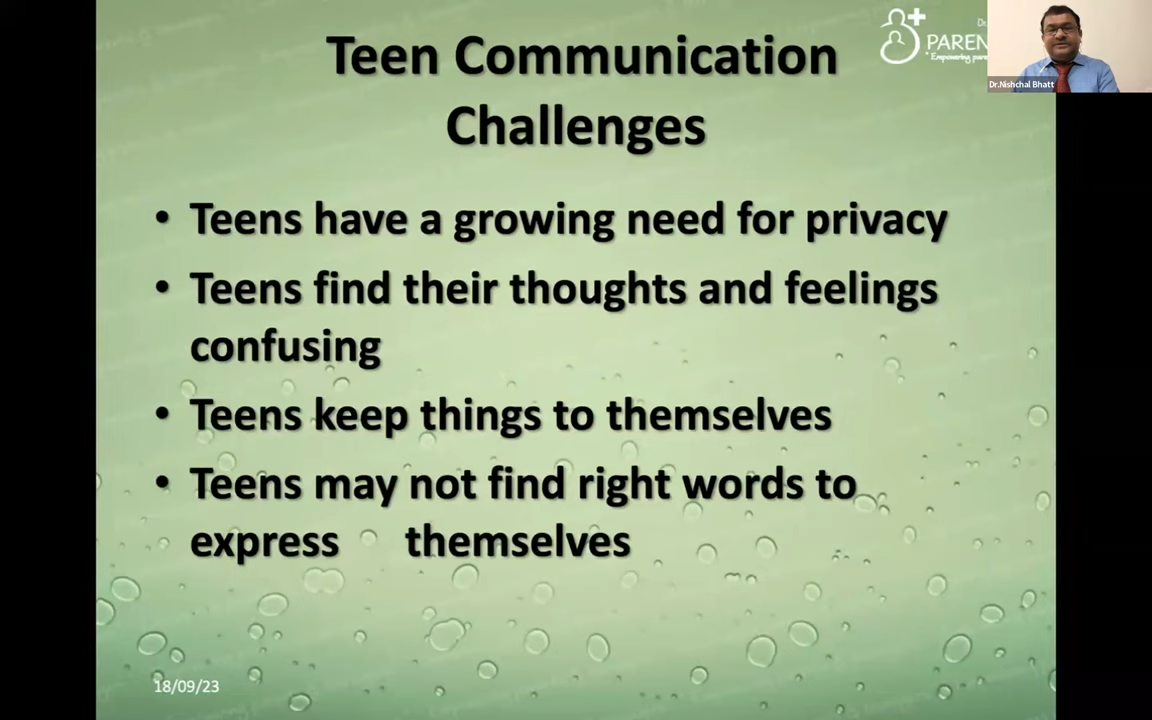 Teen Communication
Challenges
PAREN
Empowering
Dr.Nishchal Bhatt
• Teens have a growing need for privacy
• Teens find their thoughts and feelings
confusing
• Teens keep things to themselves
• Teens may not find right words to
express themselves
18/09/23